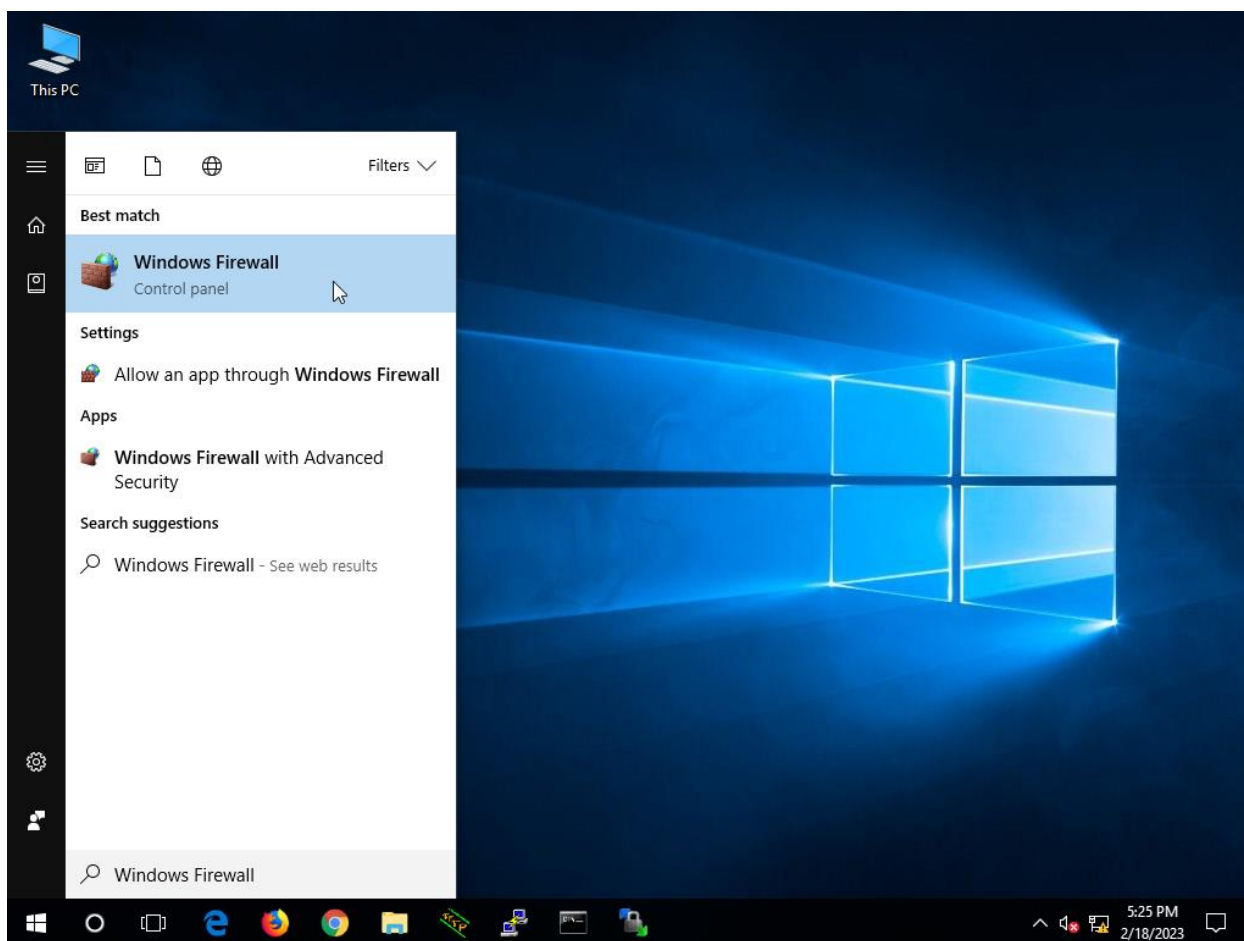 This PC
Filters
Best match
Windows Firewall
Control panel
Settings
Allow an app through Windows Firewall
Apps
Windows Firewall with Advanced
Security
Search suggestions
Windows Firewall - See web results
Windows Firewall
5:25 PM
2/18/2023